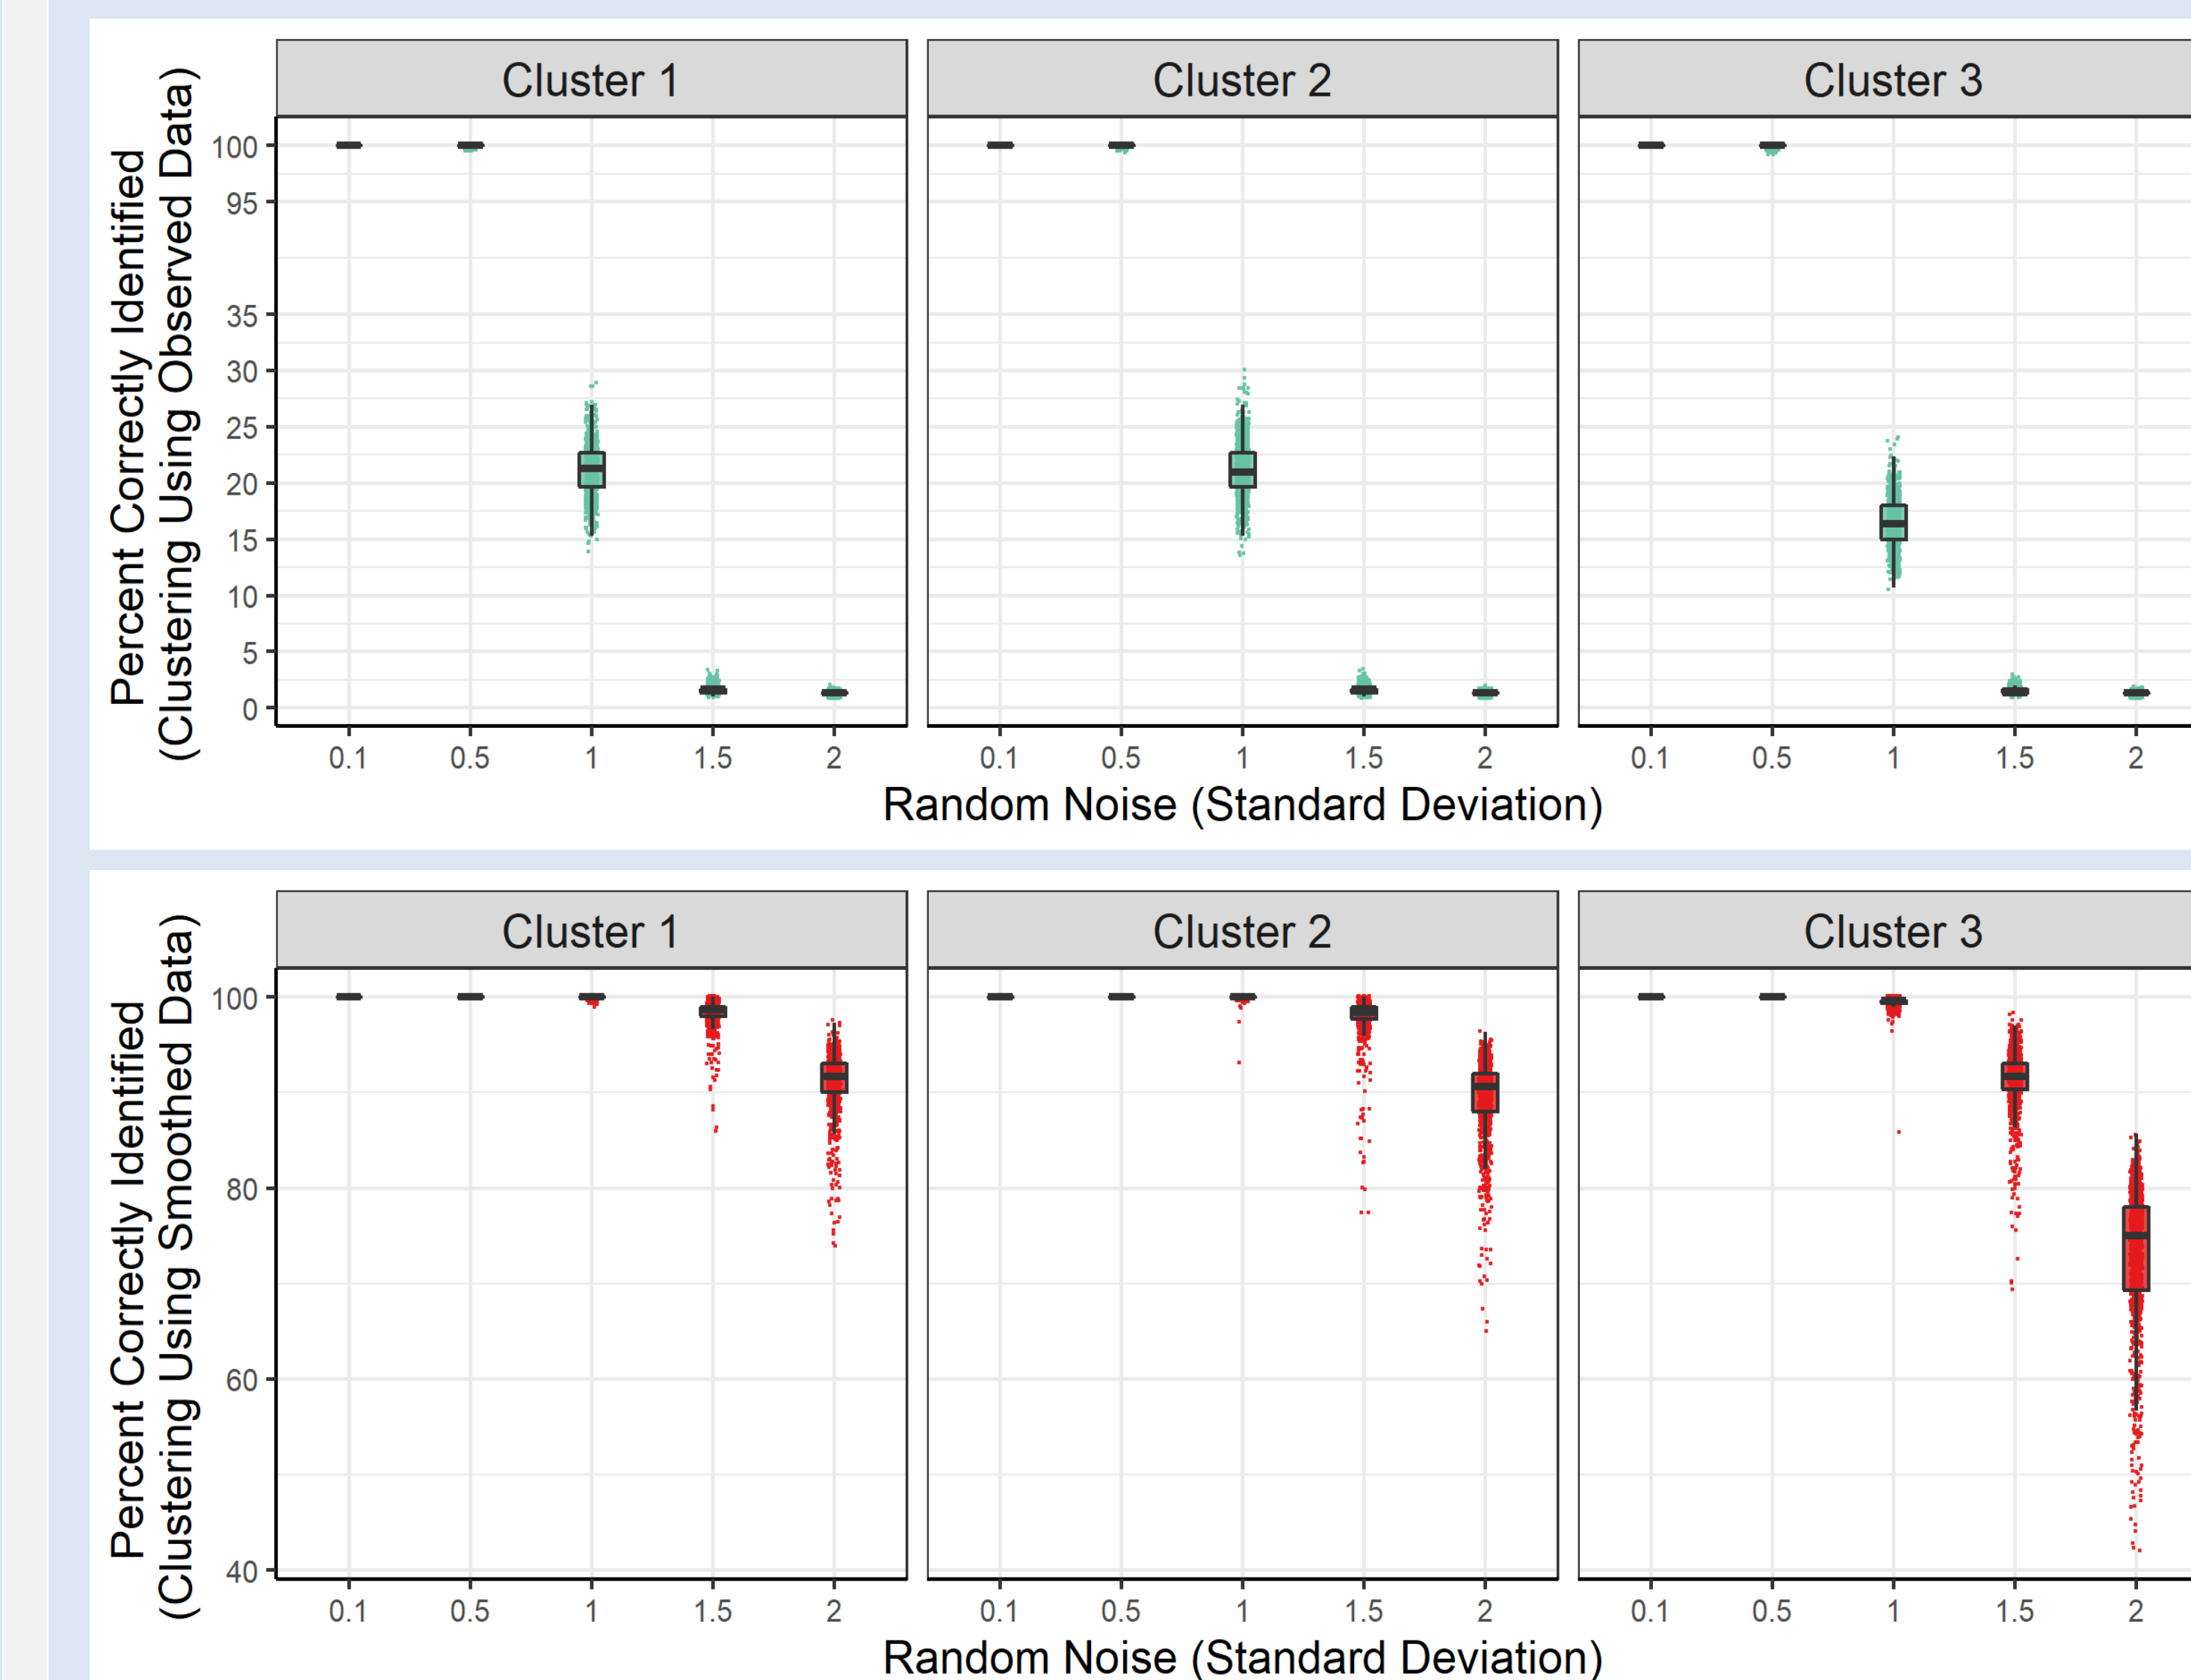 Cluster 1 Cluster 2 Cluster 3
Percent Correctly Identified
(Clustering Using Observed Data)
100
95
35
30
25
20
15
10
5
0
0.1 0.5 1 1.5 2 0.1 0.5 1 1.5 2 0.1 0.5 1 1.5 2
Random Noise (Standard Deviation)
Cluster 1 Cluster 2 Cluster 3
Percent Correctly Identified
(Clustering Using Smoothed Data)
100
80
60
40
0.1 0.5 1 1.5 2 0.1 0.5 1 1.5 2 0.1 0.5 1 1.5 2
Random Noise (Standard Deviation)